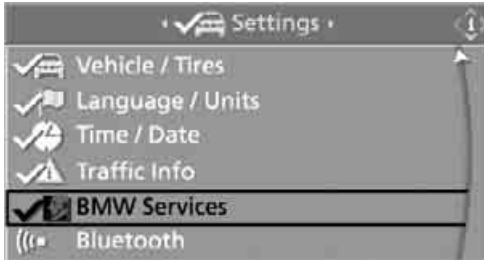 Settings
Vehicle / Tires
Language / Units
Time / Date
Traffic Info
BMW Services
Bluetooth